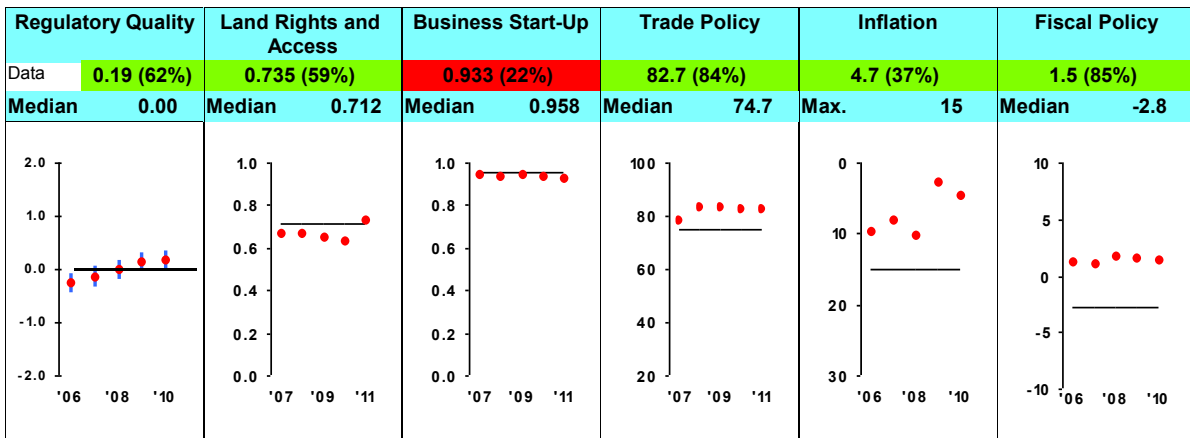 Regulatory Quality
Land Rights and
Access
Business Start-Up
Trade Policy
Inflation
Fiscal Policy
Data 0.19 (62%)
0.735 (59%)
0.933 (22%)
82.7 (84%)
4.7 (37%)
1.5 (85%)
Median 0.00
Median 0.712
Median 0.958
Median 74.7
Max. 15
Median -2.8
2.0
1.0
0.0
-1.0
-2.0
'06 '08 '10
1.0
0.8
0.6
0.4
0.2
0.0
'07 '09 '11
1.0
0.8
0.6
0.4
0.2
0.0
'07 '09 '11
100
80
60
40
20
'07 '09 '11
0
10
20
30
'06 '08 '10
10
5
0
-5
-10
'06 '08 '10